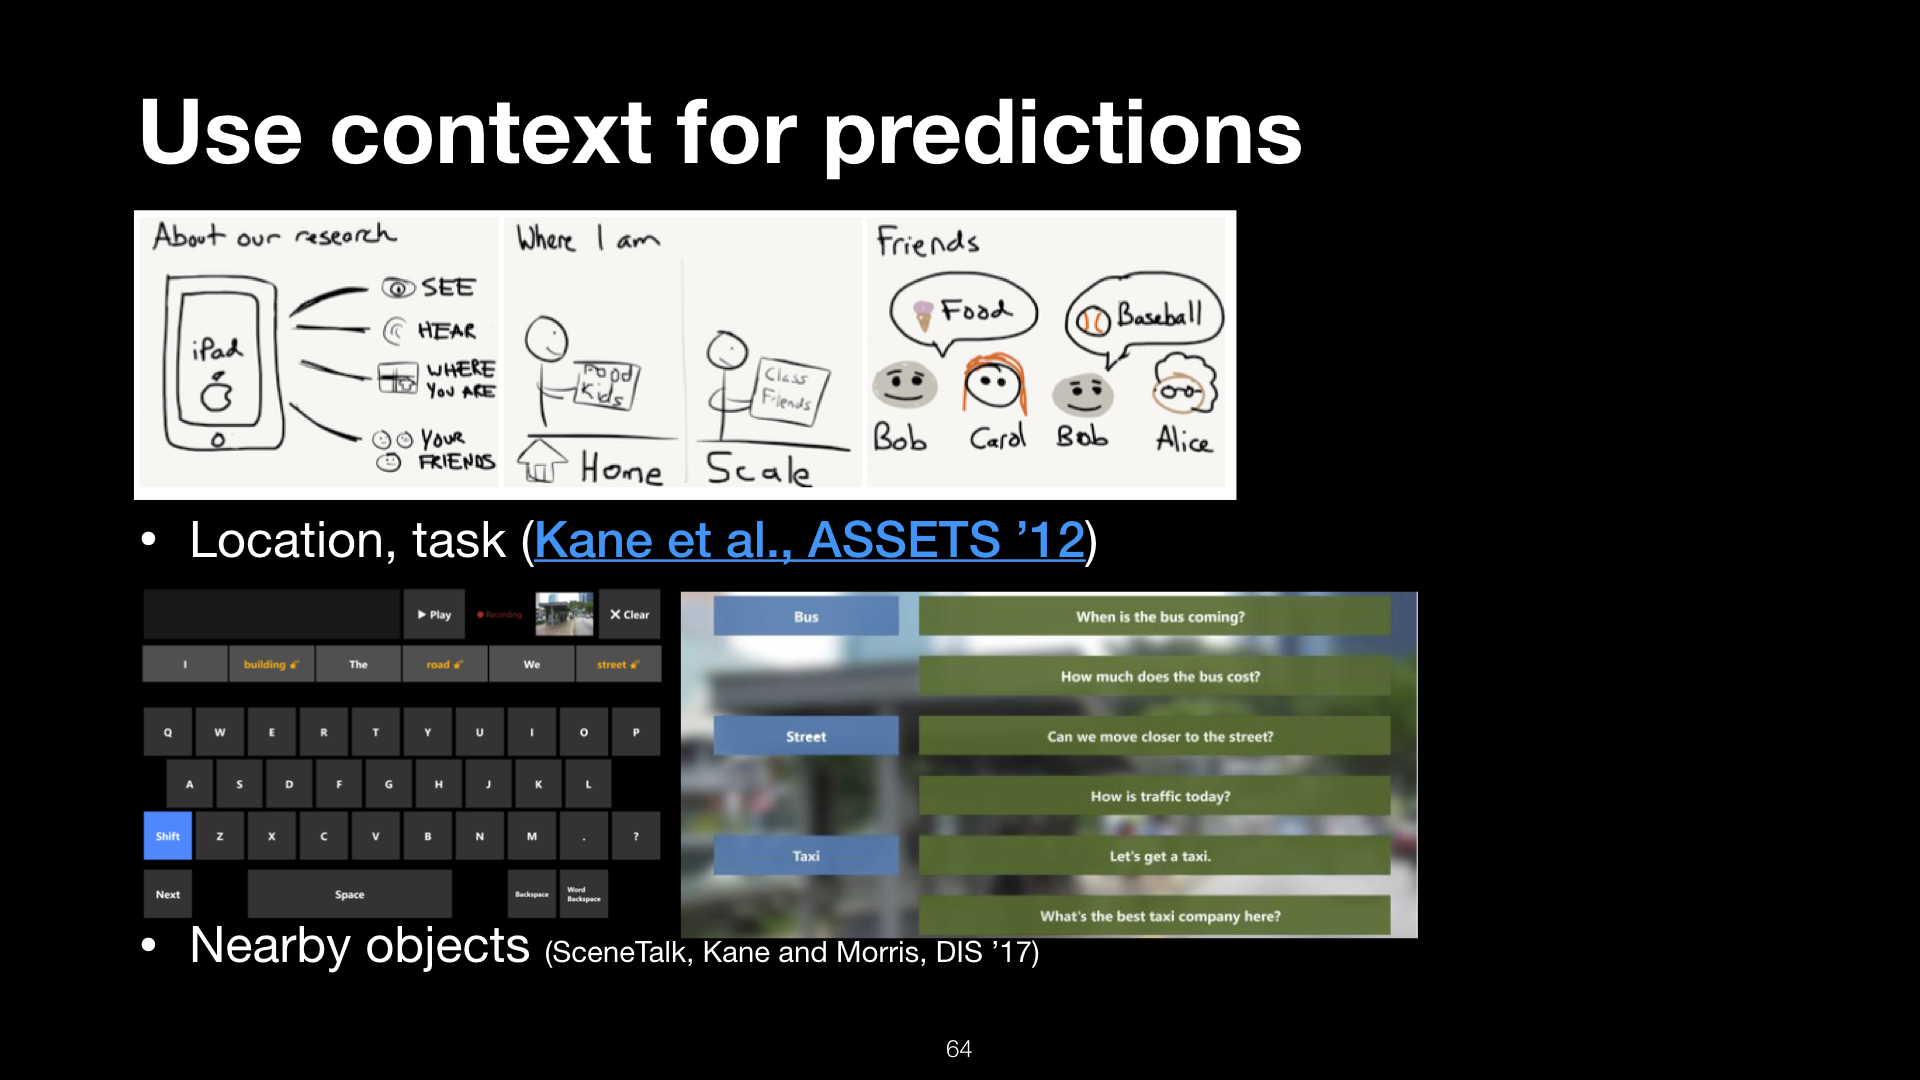 Use context for predictions
About our research
iPad
SEE
HEAR
WHERE
YOU ARE
YOUR
FRIENDS
Where I am
Food
Kids
Home
Class
Friends
Scale
Friends
Food
Baseball
Bob
Carol
Bob
Alice
• Location, task (Kane et al., ASSETS ’12)
Play
Recording
Clear
I building The road We street
Q W E R T Y U I O P
A S D F G H J K L
Shift Z X C V B N M . ?
Next Space Backspace Word Backspace
Bus When is the bus coming?
How much does the bus cost?
Street Can we move closer to the street?
How is traffic today?
Taxi Let's get a taxi.
What's the best taxi company here?
• Nearby objects (SceneTalk, Kane and Morris, DIS ’17)
64